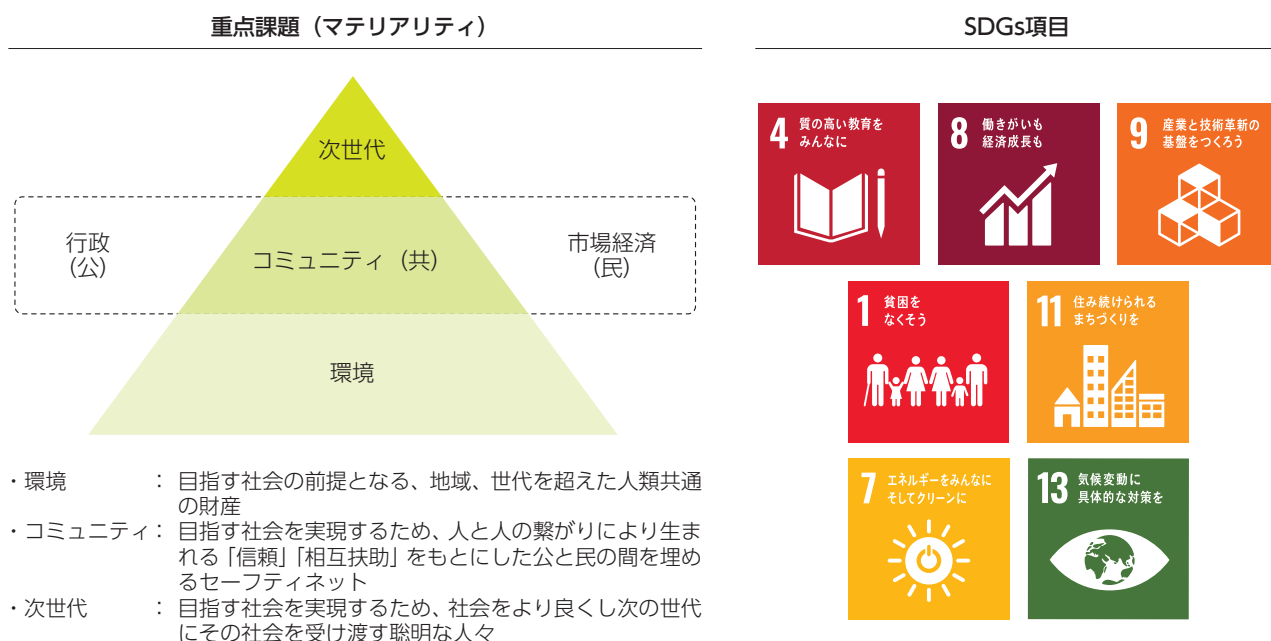 重点課題（マテリアリティ）
次世代
行政
（公）
コミュニティ（共）
市場経済
（民）
環境
・環境　　　　： 目指す社会の前提となる、地域、世代を超えた人類共通
の財産
・コミュニティ： 目指す社会を実現するため、人と人の繋がりにより生ま
れる「信頼」「相互扶助」をもとにした公と民の間を埋め
るセーフティネット
・次世代　　　： 目指す社会を実現するため、社会をより良くし次の世代
にその社会を受け渡す聡明な人々
SDGs項目
4 質の高い教育を
みんなに
8 働きがいも
経済成長も
9 産業と技術革新の
基盤をつくろう
1 貧困を
なくそう
11 住み続けられる
まちづくりを
7 エネルギーをみんなに
そしてクリーンに
13 気候変動に
具体的な対策を